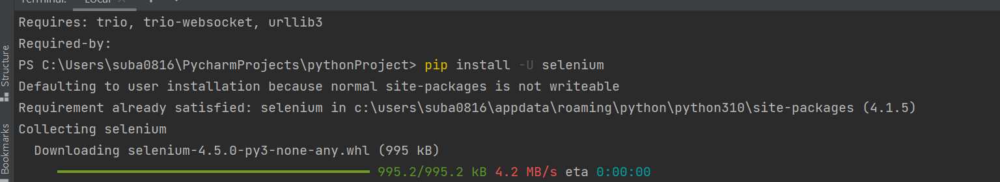 Terminal: Local
Requires: trio, trio-websocket, urllib3
Required-by:
PS C:\Users\suba0816\PycharmProjects\pythonProject> pip install -U selenium
Defaulting to user installation because normal site-packages is not writeable
Requirement already satisfied: selenium in c:\users\suba0816\appdata\roaming\python\python310\site-packages (4.1.5)
Collecting selenium
Downloading selenium-4.5.0-py3-none-any.whl (995 kB)
995.2/995.2 kB 4.2 MB/s eta 0:00:00
Structure
Bookmarks